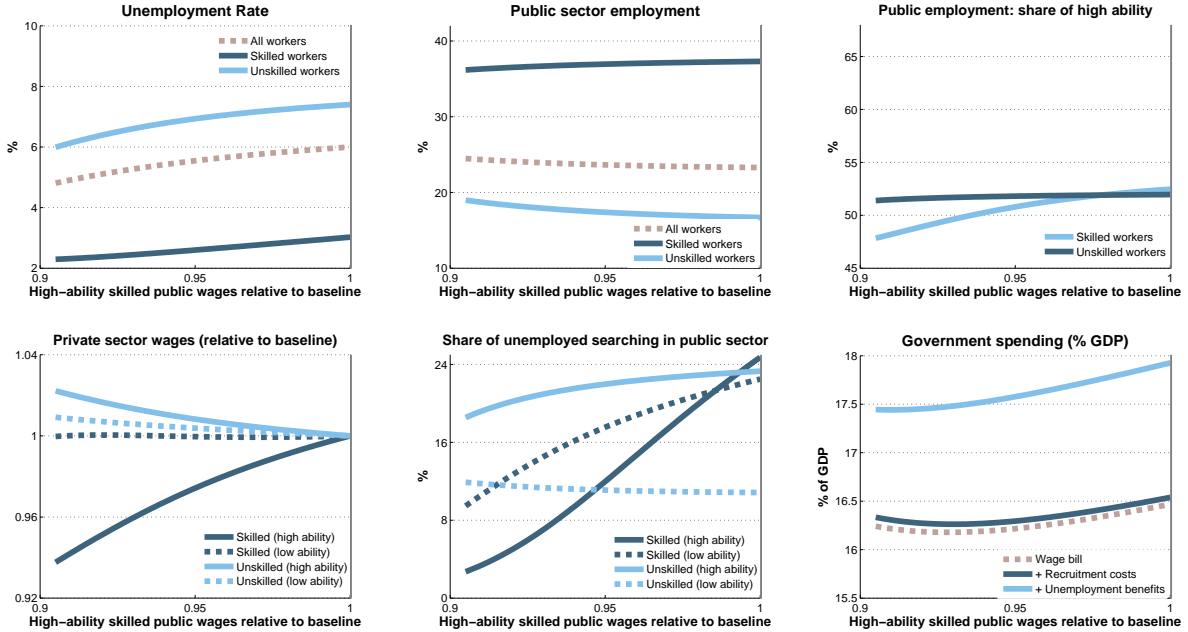 Unemployment Rate
10
8
6
4
2
%
All workers
Skilled workers
Unskilled workers
0.9
0.95
1
High−ability skilled public wages relative to baseline
Public sector employment
40
30
20
10
%
All workers
Skilled workers
Unskilled workers
0.9
0.95
1
High−ability skilled public wages relative to baseline
Public employment: share of high ability
65
60
55
50
45
%
Skilled workers
Unskilled workers
0.9
0.95
1
High−ability skilled public wages relative to baseline
Private sector wages (relative to baseline)
1.04
1
0.96
0.92
Skilled (high ability)
Skilled (low ability)
Unskilled (high ability)
Unskilled (low ability)
0.9
0.95
1
High−ability skilled public wages relative to baseline
Share of unemployed searching in public sector
24
16
8
0
%
Skilled (high ability)
Skilled (low ability)
Unskilled (high ability)
Unskilled (low ability)
0.9
0.95
1
High−ability skilled public wages relative to baseline
Government spending (% GDP)
18
17.5
17
16.5
16
15.5
% of GDP
Wage bill
+ Recruitment costs
+ Unemployment benefits
0.9
0.95
1
High−ability skilled public wages relative to baseline